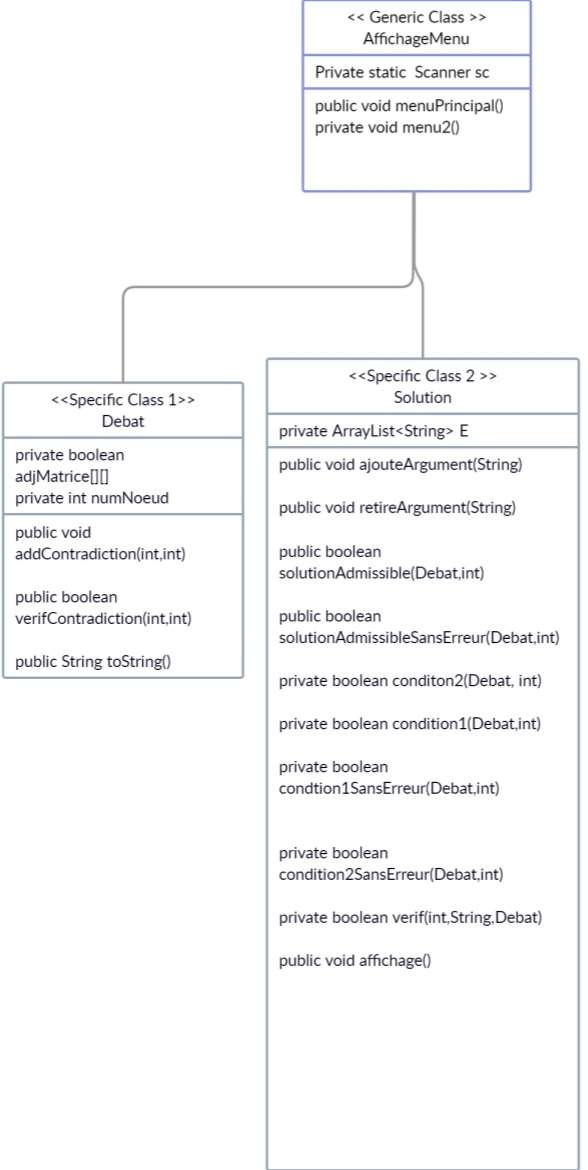 << Generic Class >>
AffichageMenu
Private static  Scanner sc
public void menuPrincipal()
private void menu2()
<<Specific Class 1>>
Debat
private boolean
adjMatrice[][]
private int numNoeud
public void
addContradiction(int,int)
public boolean
verifContradiction(int,int)
public String toString()
<<Specific Class 2 >>
Solution
private ArrayList<String> E
public void ajouteArgument(String)
public void retireArgument(String)
public boolean
solutionAdmissible(Debat,int)
public boolean
solutionAdmissibleSansErreur(Debat,int)
private boolean conditon2(Debat, int)
private boolean condition1(Debat,int)
private boolean
condtion1SansErreur(Debat,int)
private boolean
condition2SansErreur(Debat,int)
private boolean verif(int,String,Debat)
public void affichage()